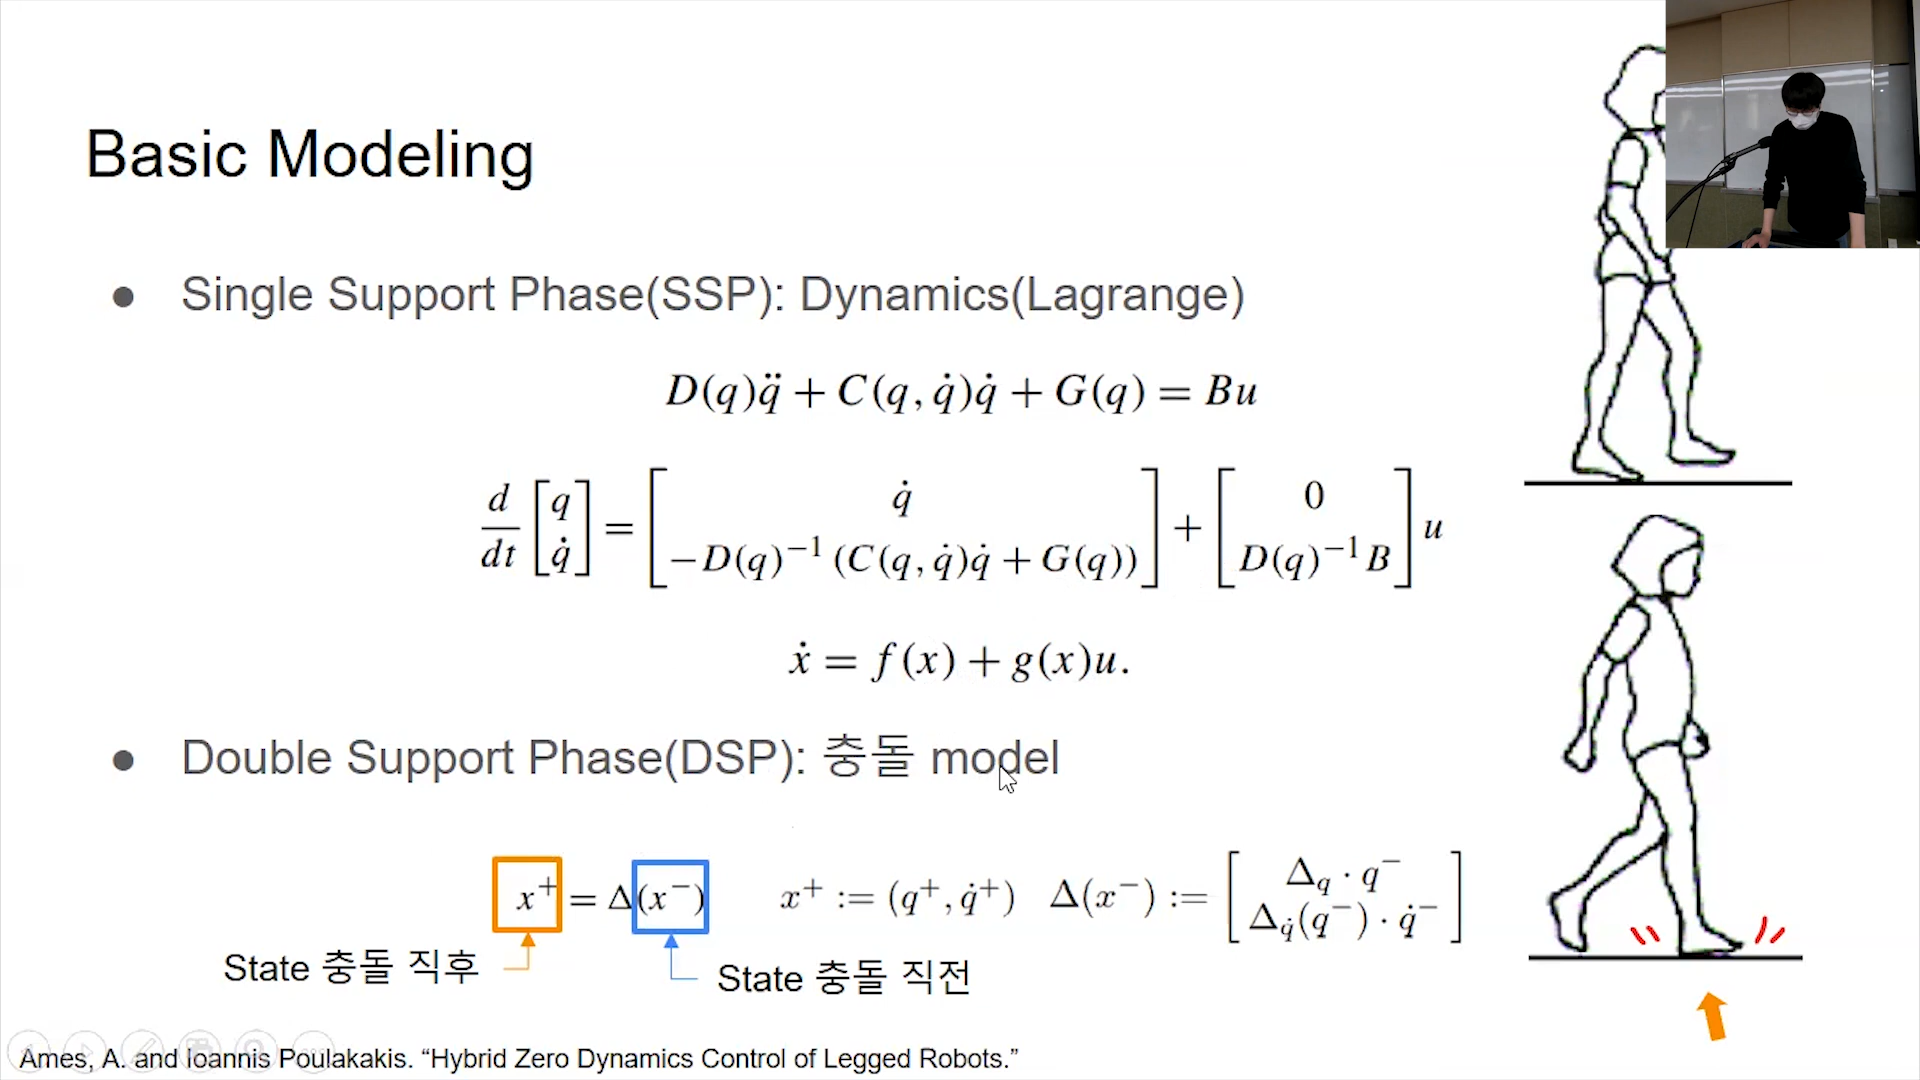 Basic Modeling
● Single Support Phase(SSP): Dynamics(Lagrange)
D(q)q̈ + C(q, q̇)q̇ + G(q) = Bu
d/dt [q; q̇] = [q̇; −D(q)⁻¹ (C(q, q̇)q̇ + G(q))] + [0; D(q)⁻¹B] u
ẋ = f(x) + g(x)u.
● Double Support Phase(DSP): 충돌 model
x⁺ = Δ(x⁻) x⁺ := (q⁺, q̇⁺) Δ(x⁻) := [Δ_q · q⁻; Δ_q̇(q⁻) · q̇⁻]
State 충돌 직후
State 충돌 직전
Ames, A. and Ioannis Poulakakis. “Hybrid Zero Dynamics Control of Legged Robots.”